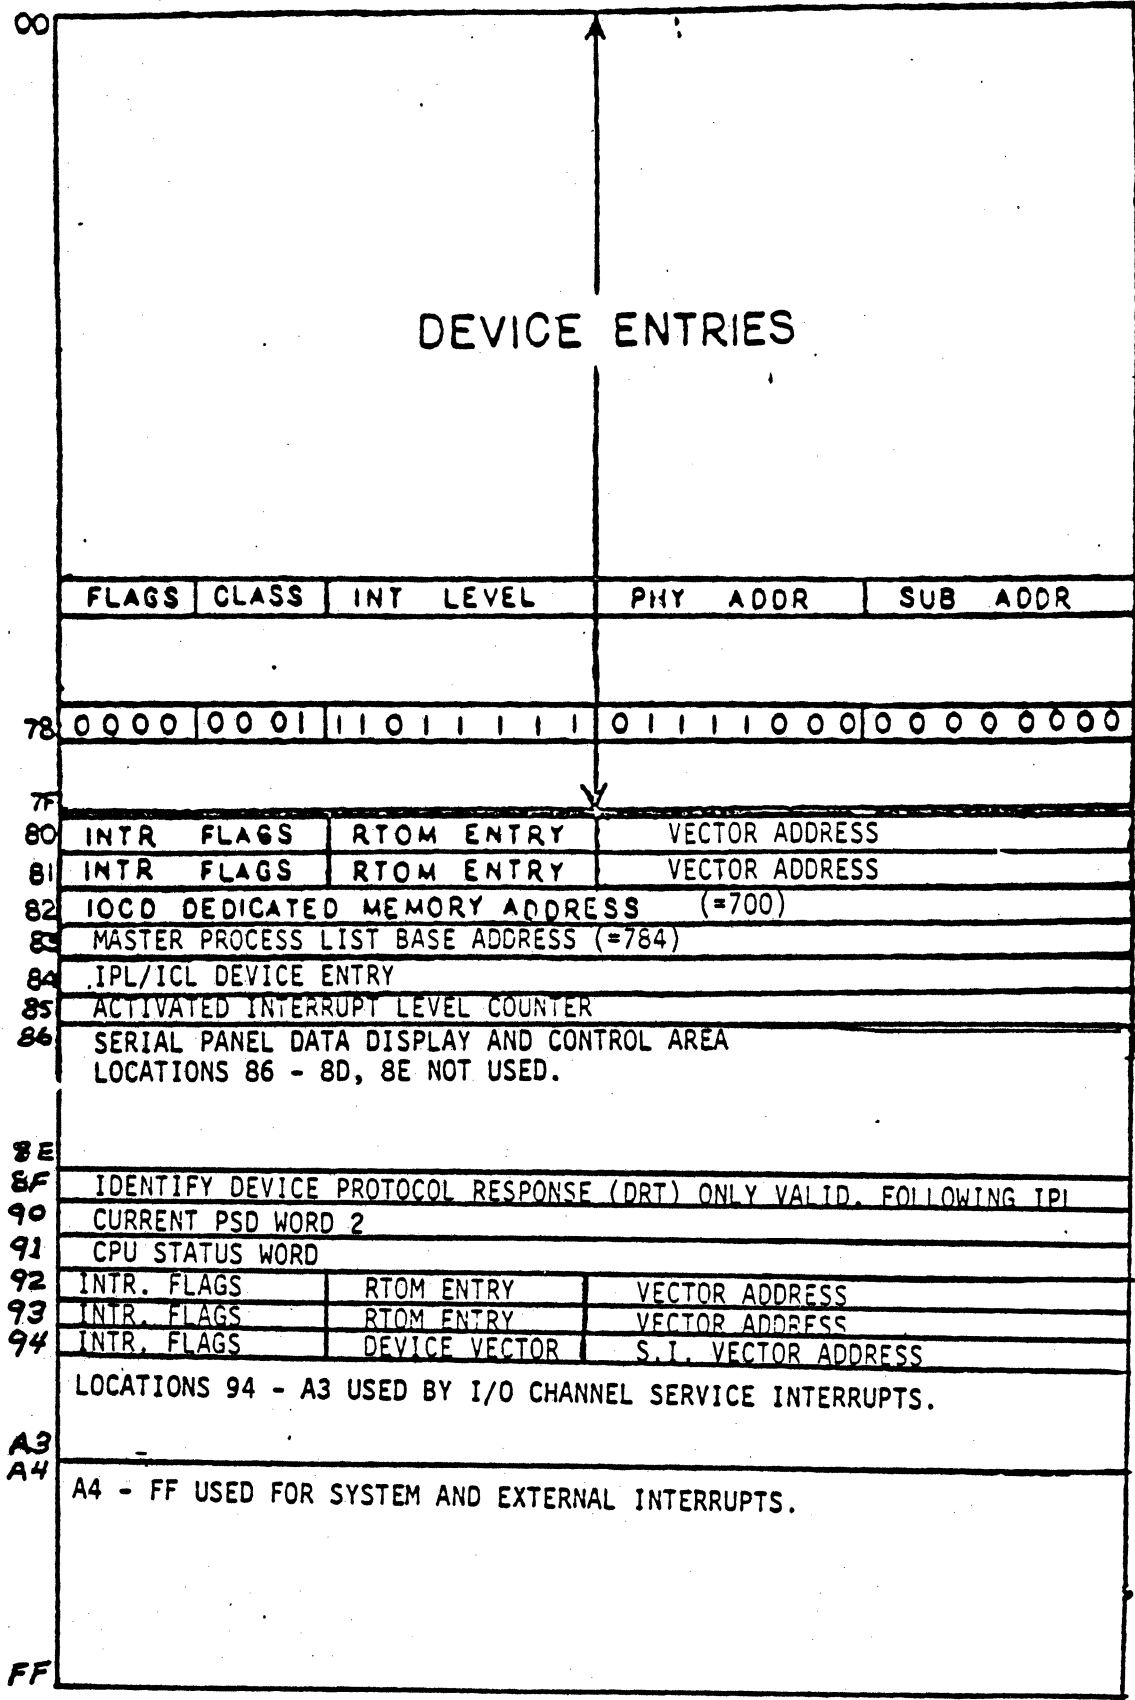 00
DEVICE ENTRIES
FLAGS CLASS INT LEVEL PHY ADDR SUB ADDR
78 0000 0001 11011111 01111000 00000000
7F
80 INTR FLAGS RTOM ENTRY VECTOR ADDRESS
81 INTR FLAGS RTOM ENTRY VECTOR ADDRESS
82 IOCD DEDICATED MEMORY ADDRESS (=700)
83 MASTER PROCESS LIST BASE ADDRESS (=784)
84 .IPL/ICL DEVICE ENTRY
85 ACTIVATED INTERRUPT LEVEL COUNTER
86 SERIAL PANEL DATA DISPLAY AND CONTROL AREA
LOCATIONS 86 - 8D, 8E NOT USED.
8E
8F IDENTIFY DEVICE PROTOCOL RESPONSE (DRT) ONLY VALID. FOLLOWING IPL
90 CURRENT PSD WORD 2
91 CPU STATUS WORD
92 INTR. FLAGS RTOM ENTRY VECTOR ADDRESS
93 INTR. FLAGS RTOM ENTRY VECTOR ADDRESS
94 INTR. FLAGS DEVICE VECTOR S.I. VECTOR ADDRESS
LOCATIONS 94 - A3 USED BY I/O CHANNEL SERVICE INTERRUPTS.
A3
A4
A4 - FF USED FOR SYSTEM AND EXTERNAL INTERRUPTS.
FF